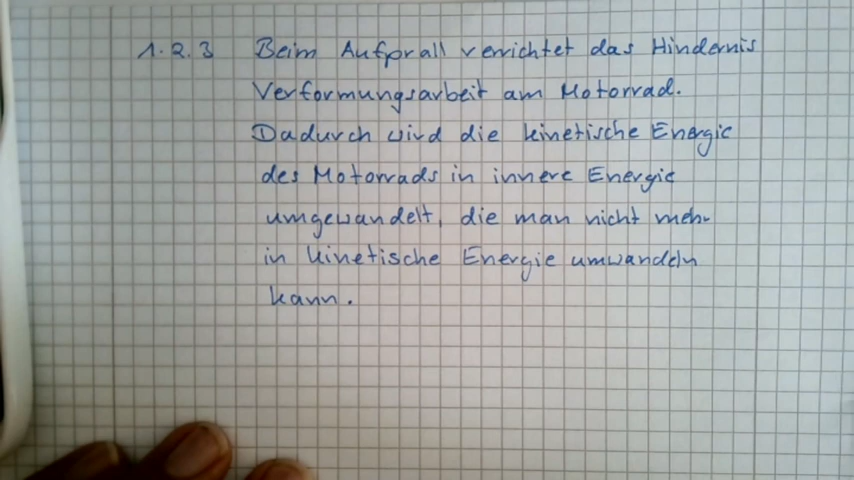 1.2.3 Beim Aufprall verrichtet das Hindernis
Verformungsarbeit am Motorrad.
Dadurch wird die kinetische Energie
des Motorrads in innere Energie
umgewandelt, die man nicht mehr
in kinetische Energie umwandeln
kann.